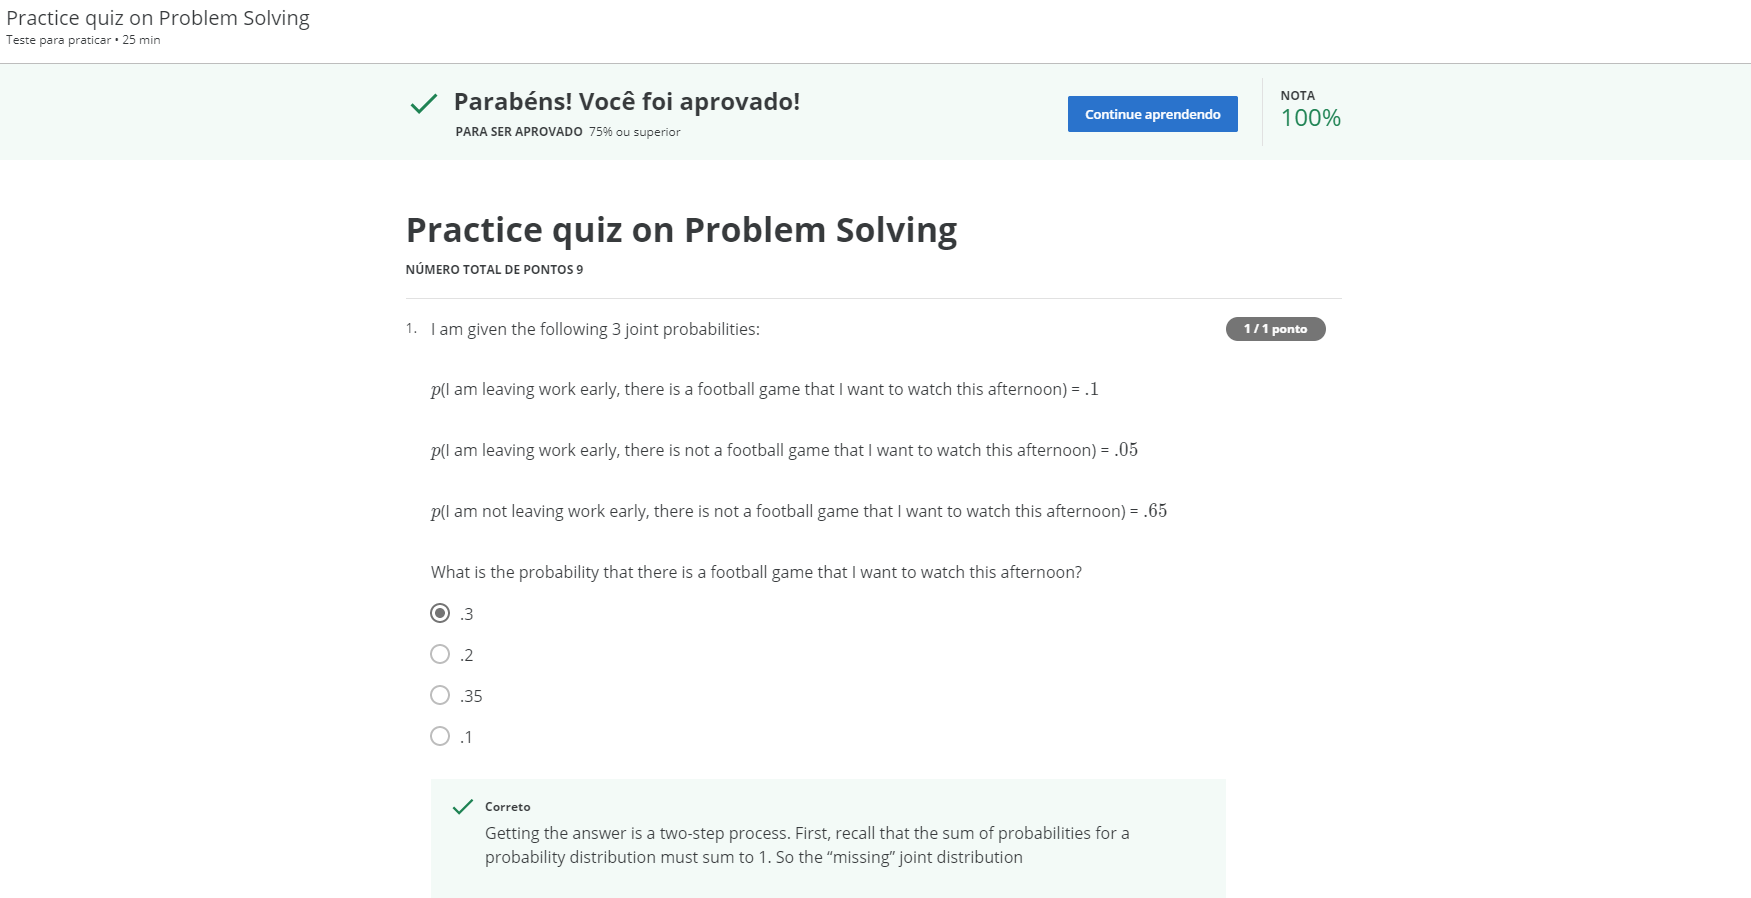 Practice quiz on Problem Solving
Teste para praticar • 25 min
Parabéns! Você foi aprovado!
PARA SER APROVADO 75% ou superior
Continue aprendendo
NOTA
100%
Practice quiz on Problem Solving
NÚMERO TOTAL DE PONTOS 9
1. I am given the following 3 joint probabilities:
1 / 1 ponto
p(I am leaving work early, there is a football game that I want to watch this afternoon) = .1
p(I am leaving work early, there is not a football game that I want to watch this afternoon) = .05
p(I am not leaving work early, there is not a football game that I want to watch this afternoon) = .65
What is the probability that there is a football game that I want to watch this afternoon?
.3
.2
.35
.1
Correto
Getting the answer is a two-step process. First, recall that the sum of probabilities for a
probability distribution must sum to 1. So the “missing” joint distribution